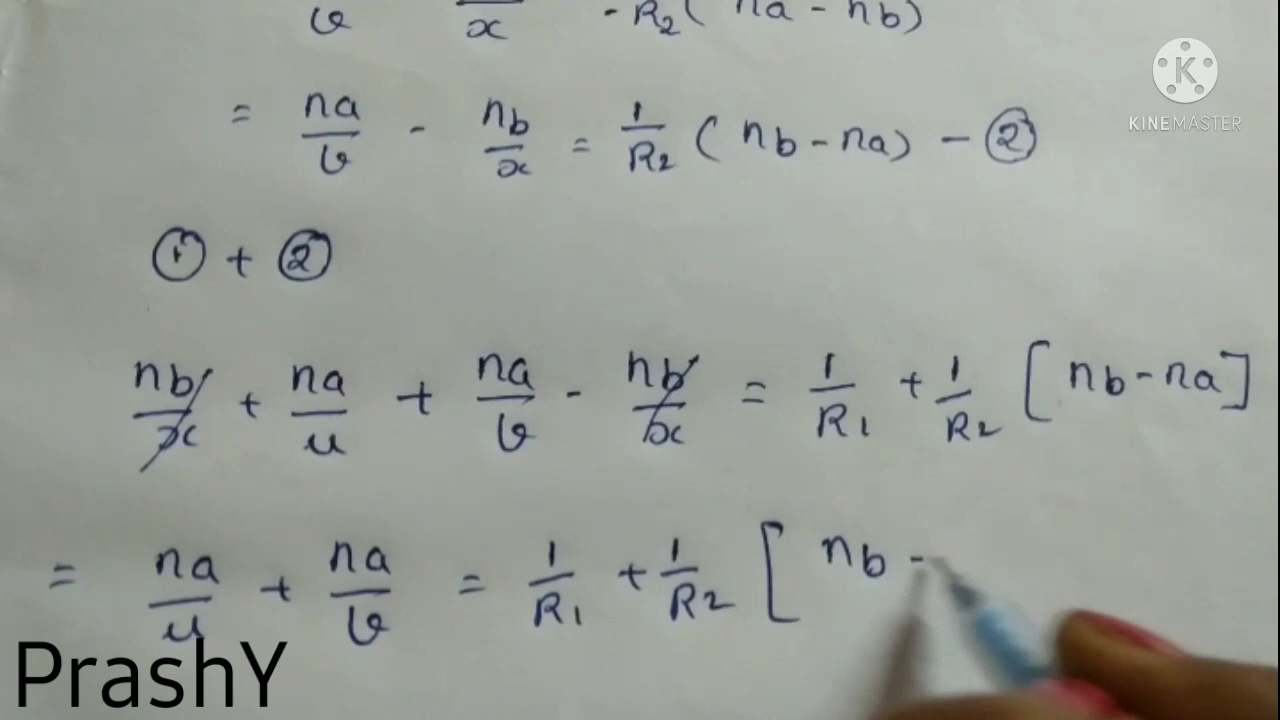 v x - R2 ( na - nb)
= na/v - nb/x = 1/R2 ( nb - na) - ②
① + ②
nb/x + na/u + na/v - nb/x = 1/R1 + 1/R2 [ nb - na ]
= na/u + na/v = 1/R1 + 1/R2 [ nb -
K
KINEMASTER
PrashY